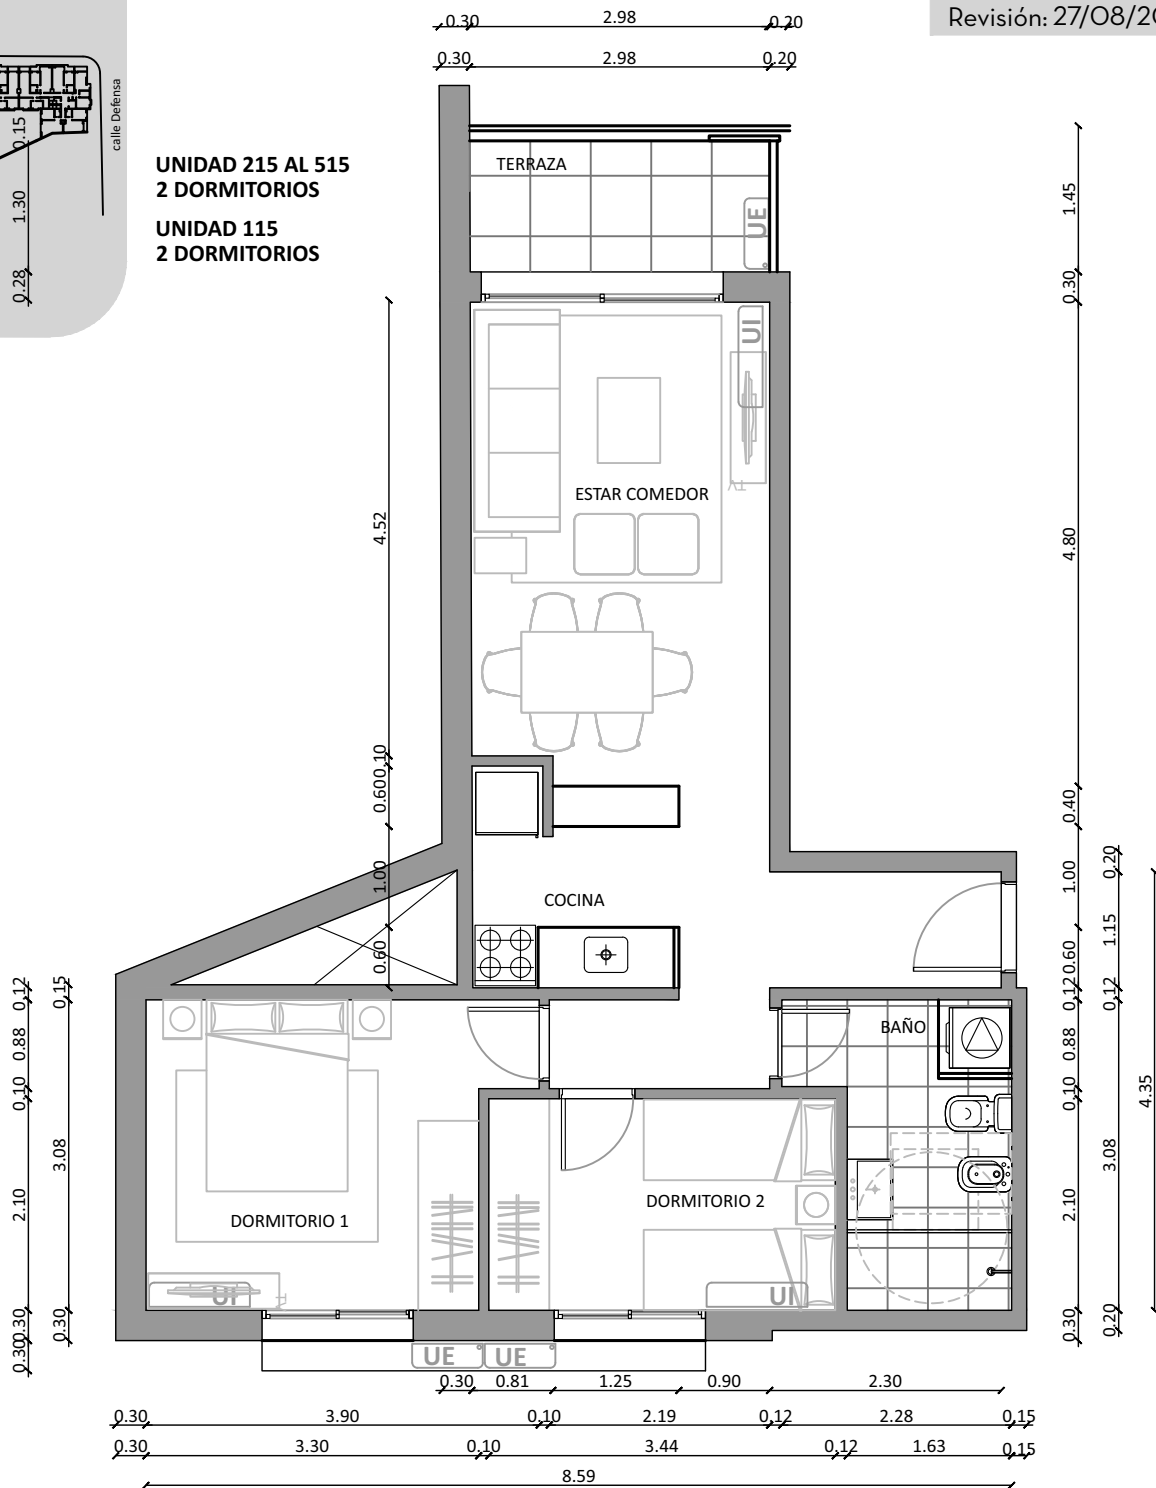 Revisión: 27/08/20
0.30 2.98 0.20
0.30 2.98 0.20
calle Defensa
0.15
1.30
0.28
UNIDAD 215 AL 515
2 DORMITORIOS
UNIDAD 115
2 DORMITORIOS
TERRAZA
UE
1.45
0.30
UI
ESTAR COMEDOR
4.52
4.80
0.10
0.60
0.40
1.00
1.00
0.20
COCINA
1.15
0.60
0.60
0.12
0.15
0.12
0.12
BAÑO
0.88
0.88
0.10
0.10
4.35
3.08
3.08
2.10
2.10
DORMITORIO 1
DORMITORIO 2
UI
UI
0.30
0.30
0.30
0.20
0.30
UE UE
0.30 0.81 1.25 0.90 2.30
0.30 3.90 0.10 2.19 0.12 2.28 0.15
0.30 3.30 0.10 3.44 0.12 1.63 0.15
8.59